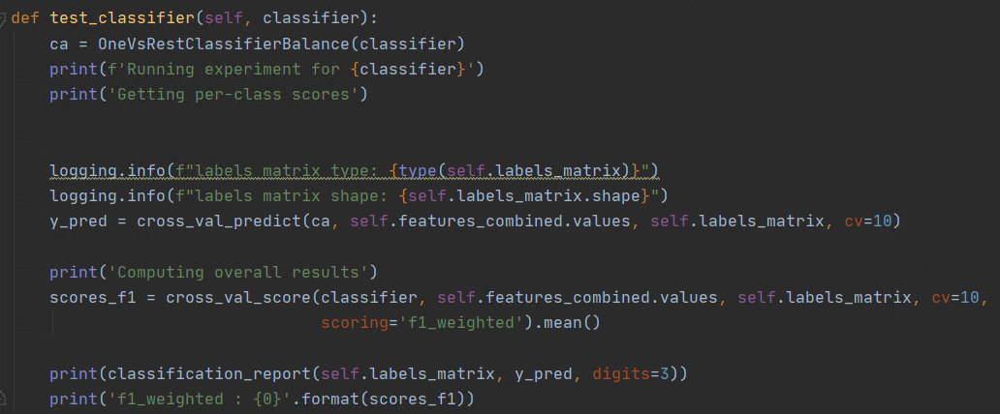 def test_classifier(self, classifier):
    ca = OneVsRestClassifierBalance(classifier)
    print(f'Running experiment for {classifier}')
    print('Getting per-class scores')
    logging.info(f"labels matrix type: {type(self.labels_matrix)}")
    logging.info(f"labels matrix shape: {self.labels_matrix.shape}")
    y_pred = cross_val_predict(ca, self.features_combined.values, self.labels_matrix, cv=10)
    print('Computing overall results')
    scores_f1 = cross_val_score(classifier, self.features_combined.values, self.labels_matrix, cv=10,
                                scoring='f1_weighted').mean()
    print(classification_report(self.labels_matrix, y_pred, digits=3))
    print('f1_weighted : {0}'.format(scores_f1))